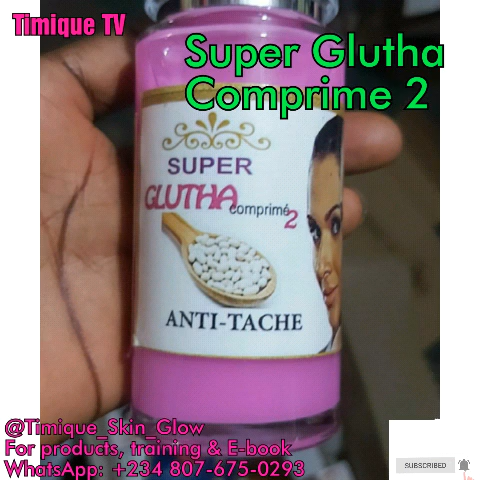 Timique TV
Super Glutha
Comprime 2
SUPER
GLUTHA
comprimé
2
ANTI-TACHE
@Timique_Skin_Glow
For products, training & E-book
WhatsApp: +234 807-675-0293
SUBSCRIBED